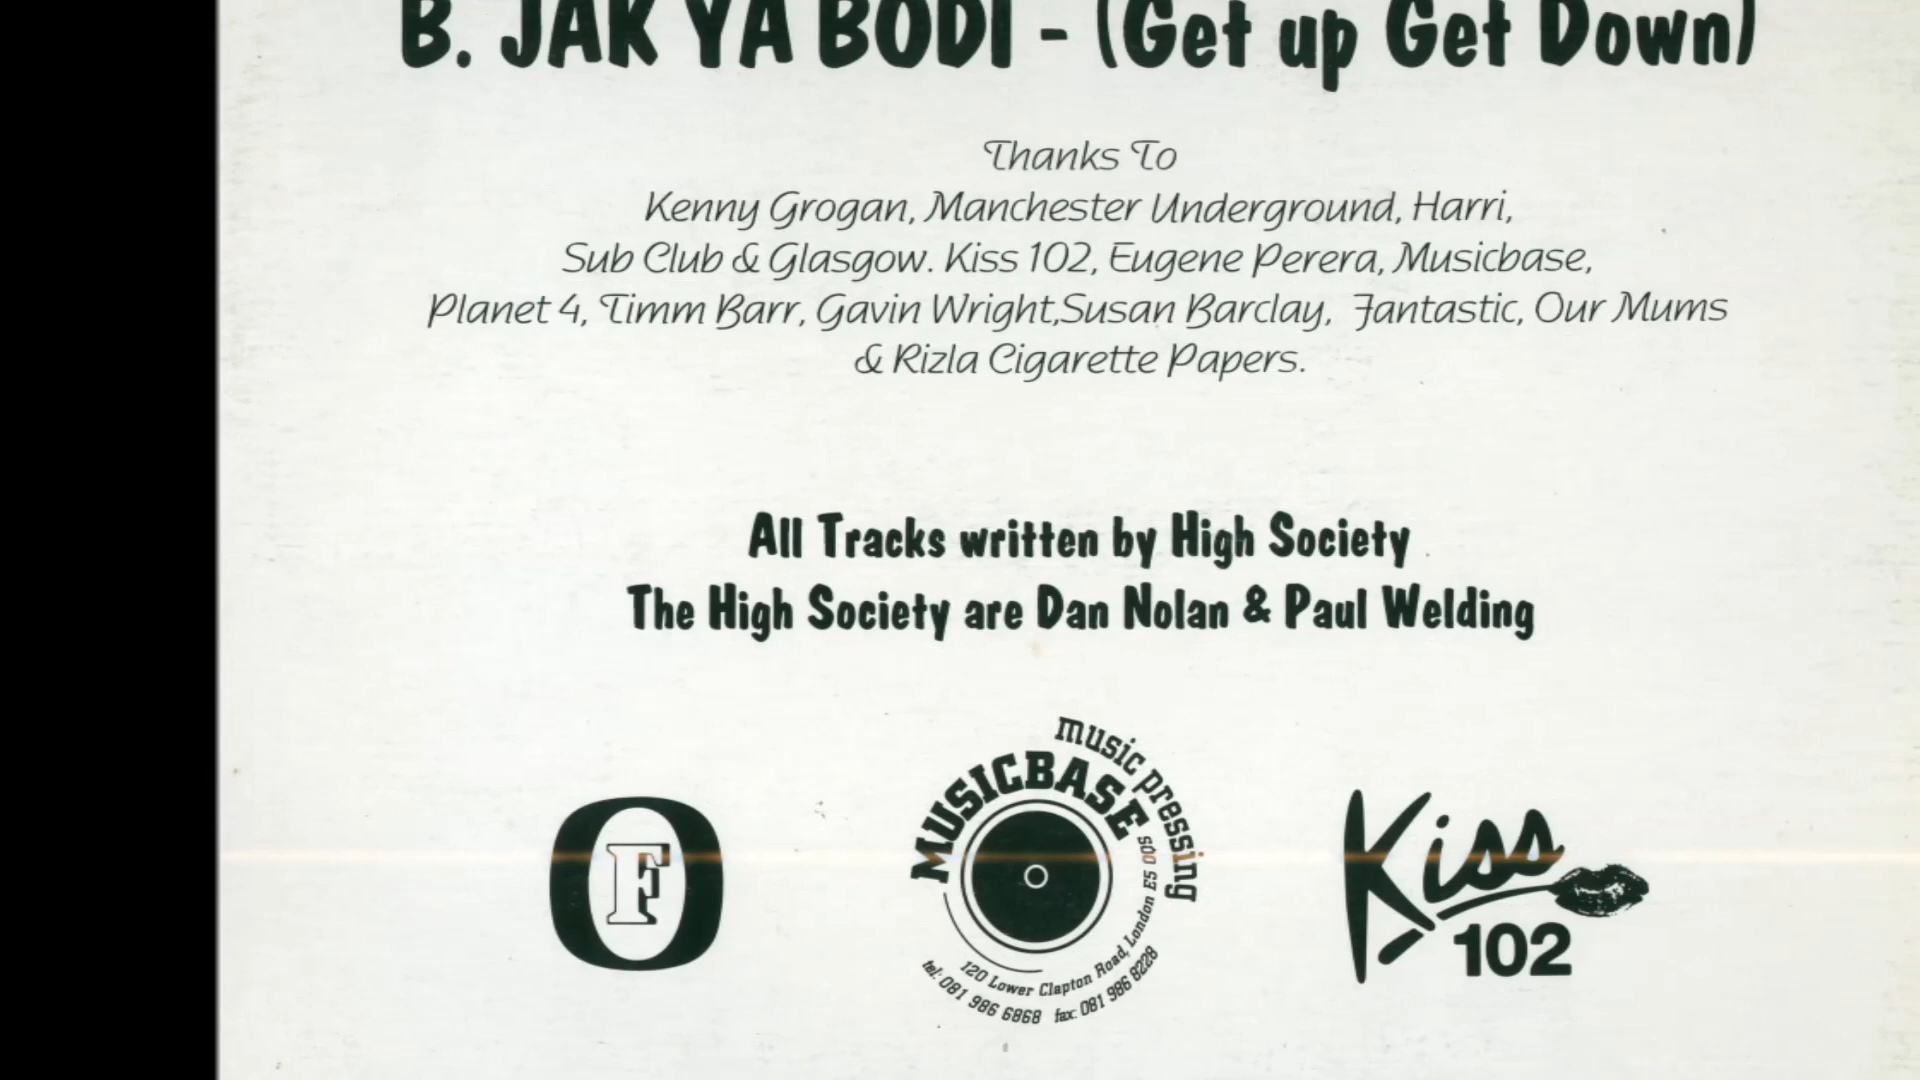 B. JAK YA BODI - (Get up Get Down)
Thanks To
Kenny Grogan, Manchester Underground, Harri,
Sub Club & Glasgow. Kiss 102, Eugene Perera, Musicbase,
Planet 4, Timm Barr, Gavin Wright,Susan Barclay, Fantastic, Our Mums
& Rizla Cigarette Papers.
All Tracks written by High Society
The High Society are Dan Nolan & Paul Welding
OF
MUSICBASE
music pressing
120 Lower Clapton Road, London E5 0QS
tel: 081 986 6868 fax: 081 986 8228
Kiss
102